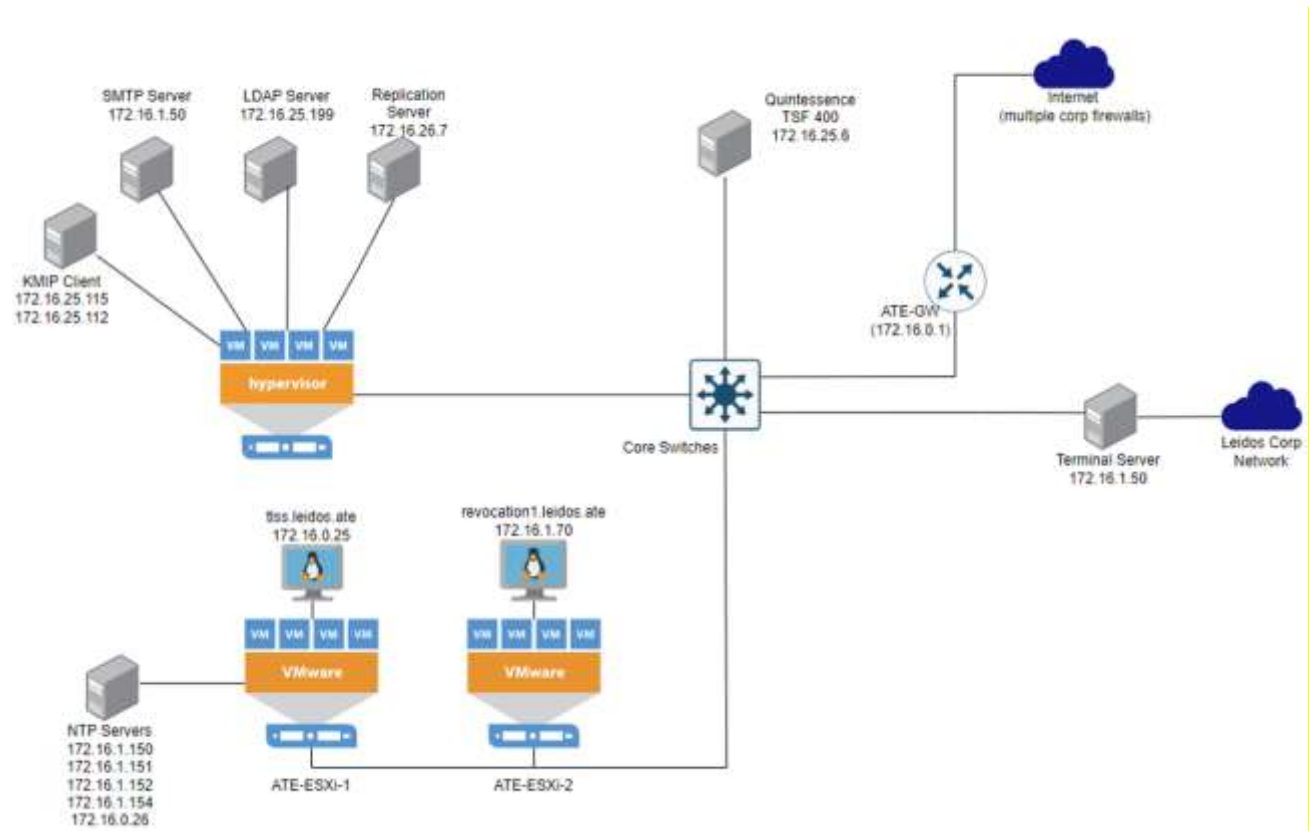 SMTP Server
172.16.1.50
LDAP Server
172.16.25.199
Replication
Server
172.16.26.7
KMIP Client
172.16.25.115
172.16.25.112
VM VM VM VM
hypervisor
Quintessence
TSF 400
172.16.25.6
Internet
(multiple corp firewalls)
ATE-GW
(172.16.0.1)
Core Switches
Terminal Server
172.16.1.50
Leidos Corp
Network
tlss.leidos.ate
172.16.0.25
VM VM VM VM
VMware
ATE-ESXi-1
revocation1.leidos.ate
172.16.1.70
VM VM VM VM
VMware
ATE-ESXi-2
NTP Servers
172.16.1.150
172.16.1.151
172.16.1.152
172.16.1.154
172.16.0.26